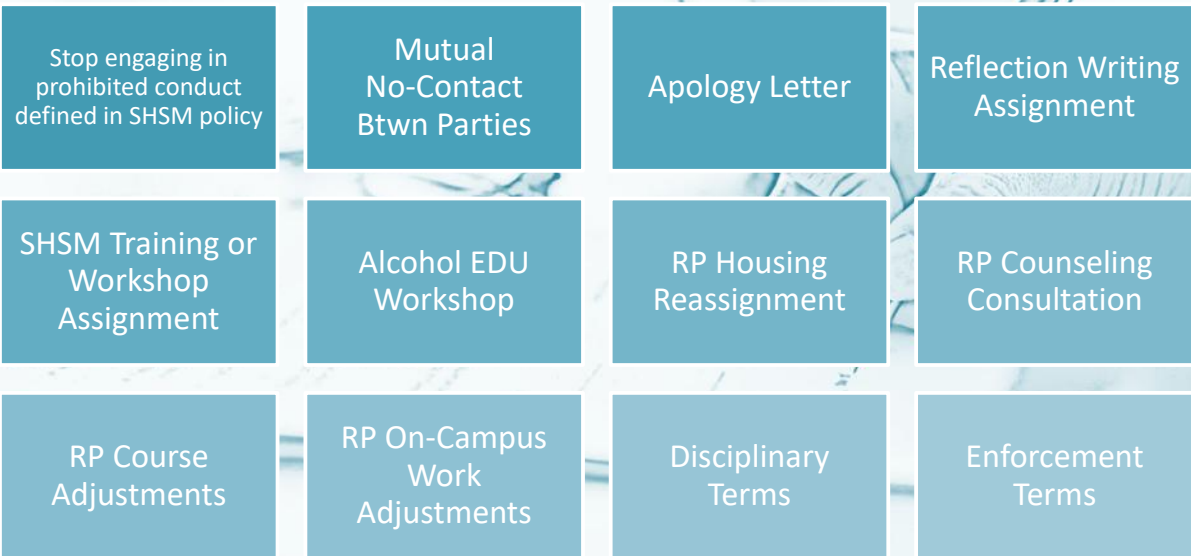 Stop engaging in
prohibited conduct
defined in SHSM policy
Mutual
No-Contact
Btwn Parties
Apology Letter
Reflection Writing
Assignment
SHSM Training or
Workshop
Assignment
Alcohol EDU
Workshop
RP Housing
Reassignment
RP Counseling
Consultation
RP Course
Adjustments
RP On-Campus
Work
Adjustments
Disciplinary
Terms
Enforcement
Terms